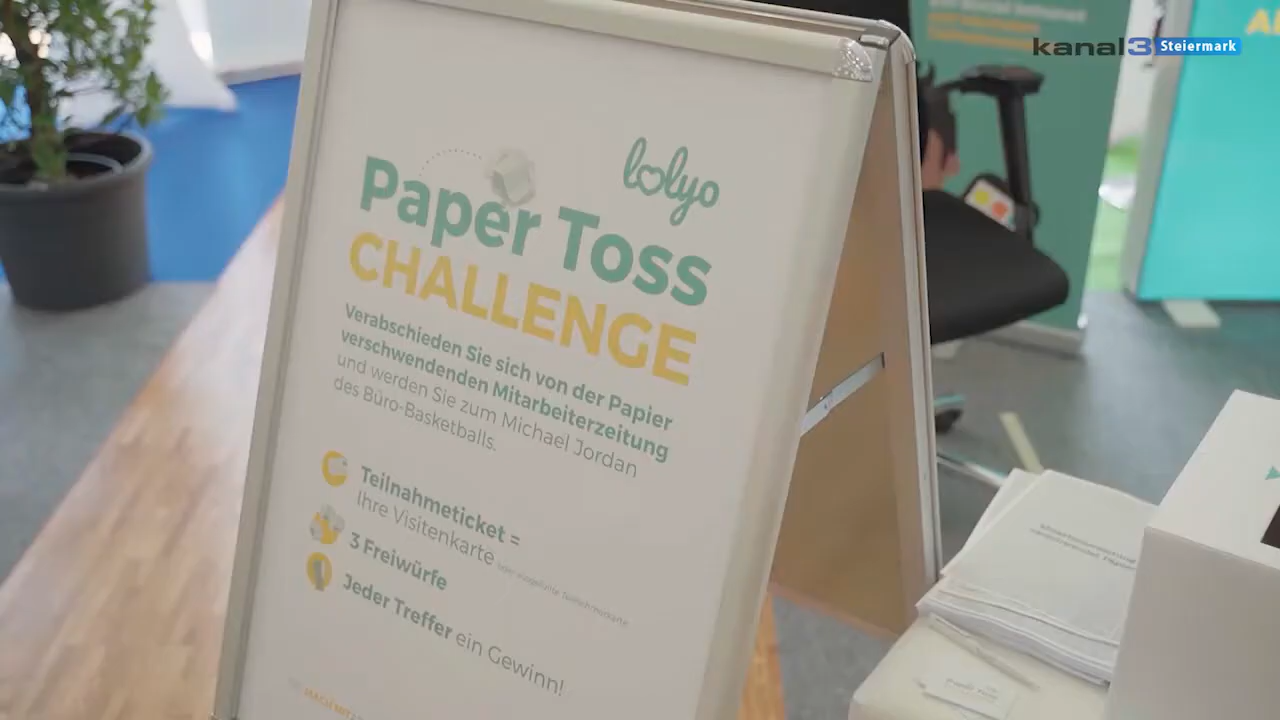 kanal3 Steiermark
lolyo
Paper Toss
CHALLENGE
Verabschieden Sie sich von der Papier
verschwendenden Mitarbeiterzeitung
und werden Sie zum Michael Jordan
des Büro-Basketballs.
Teilnahmeticket =
Ihre Visitenkarte
3 Freiwürfe
Jeder Treffer ein Gewinn!